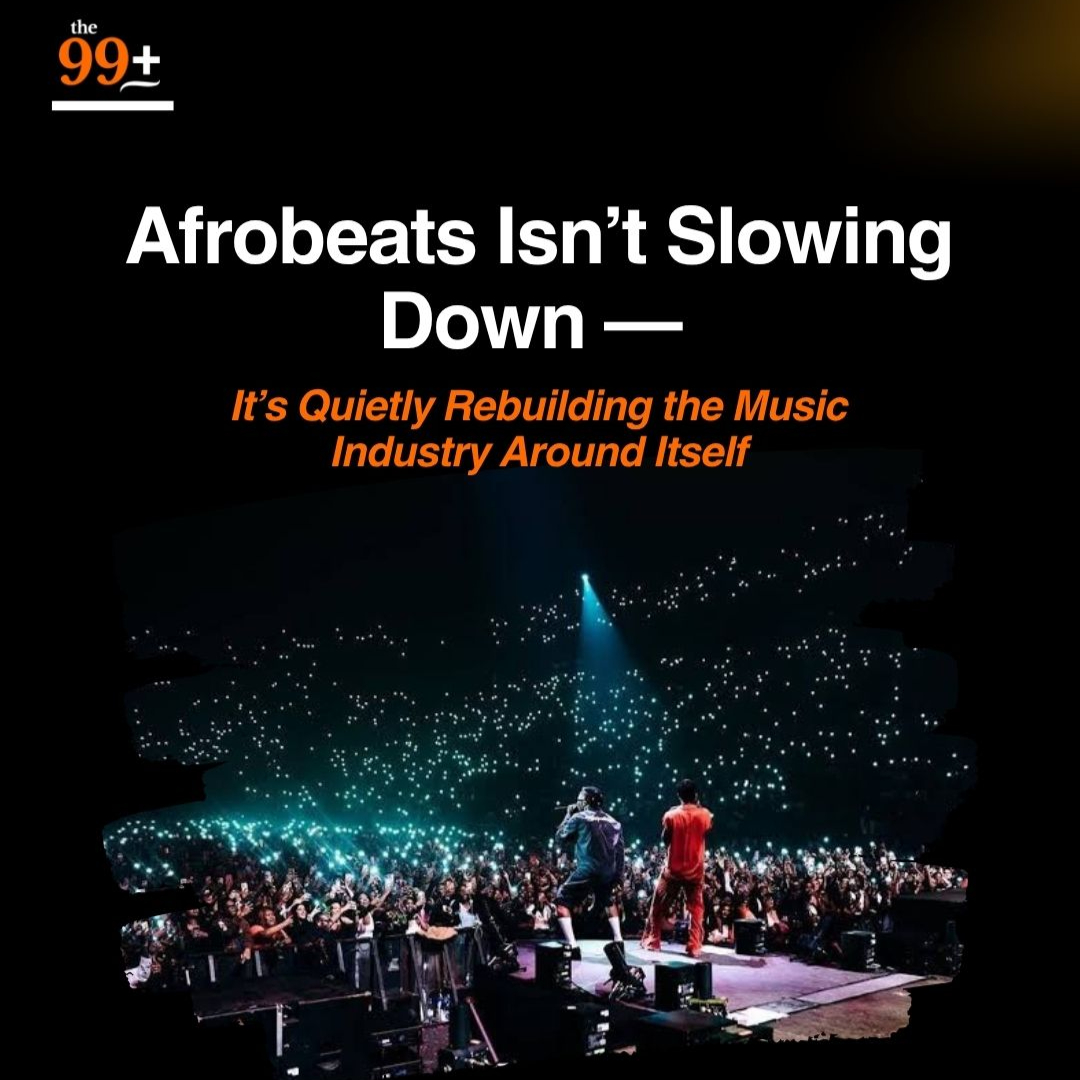 the
99+
Afrobeats Isn’t Slowing
Down —
It’s Quietly Rebuilding the Music
Industry Around Itself